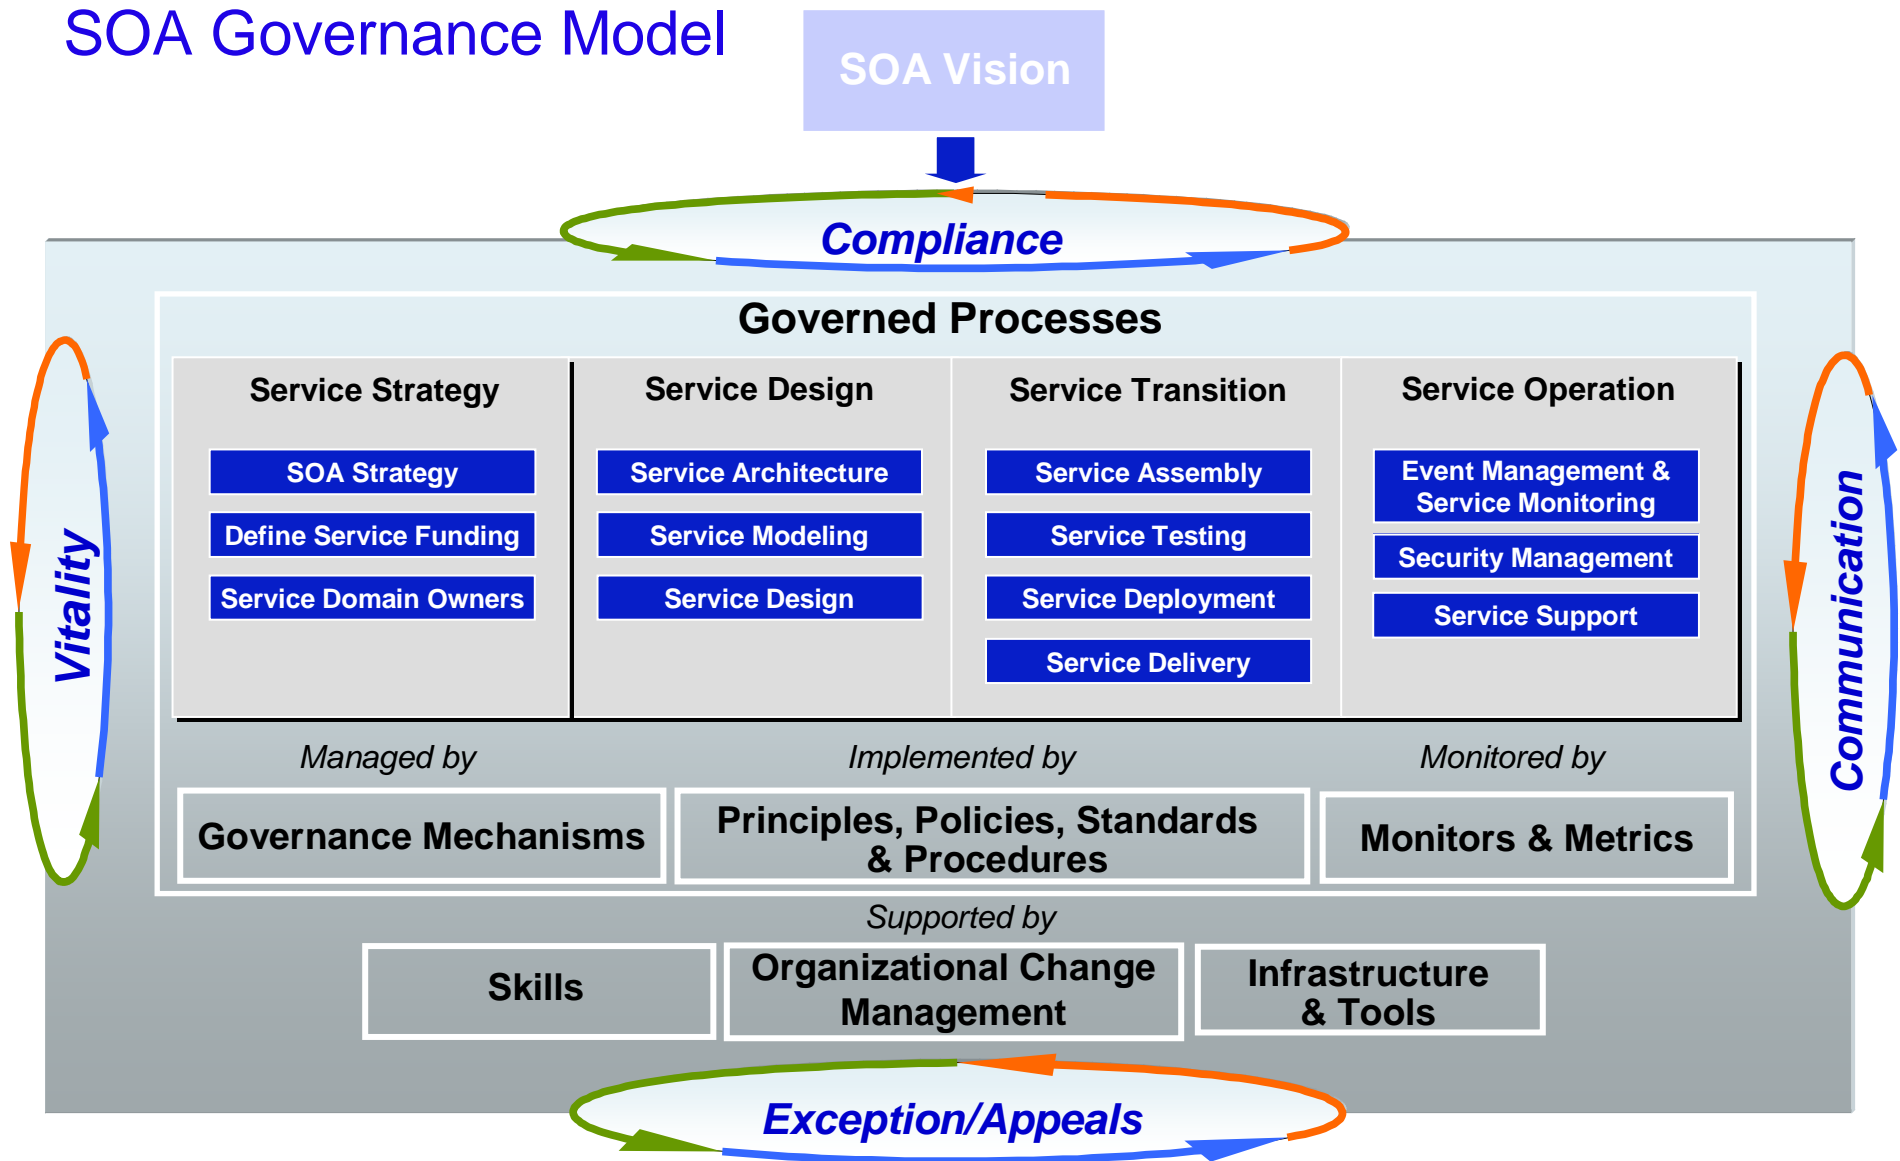 SOA Governance Model
SOA Vision
Compliance
Governed Processes
Service Strategy
SOA Strategy
Define Service Funding
Service Domain Owners
Service Design
Service Architecture
Service Modeling
Service Design
Service Transition
Service Assembly
Service Testing
Service Deployment
Service Delivery
Service Operation
Event Management &
Service Monitoring
Security Management
Service Support
Vitality
Communication
Managed by
Implemented by
Monitored by
Governance Mechanisms
Principles, Policies, Standards
& Procedures
Monitors & Metrics
Supported by
Skills
Organizational Change
Management
Infrastructure
& Tools
Exception/Appeals